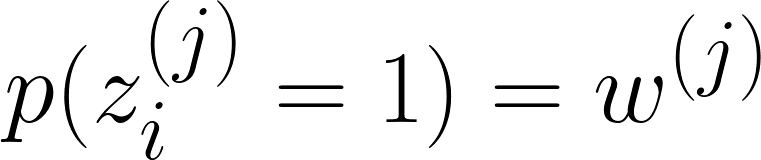 p(z_i^{(j)} = 1) = w^{(j)}